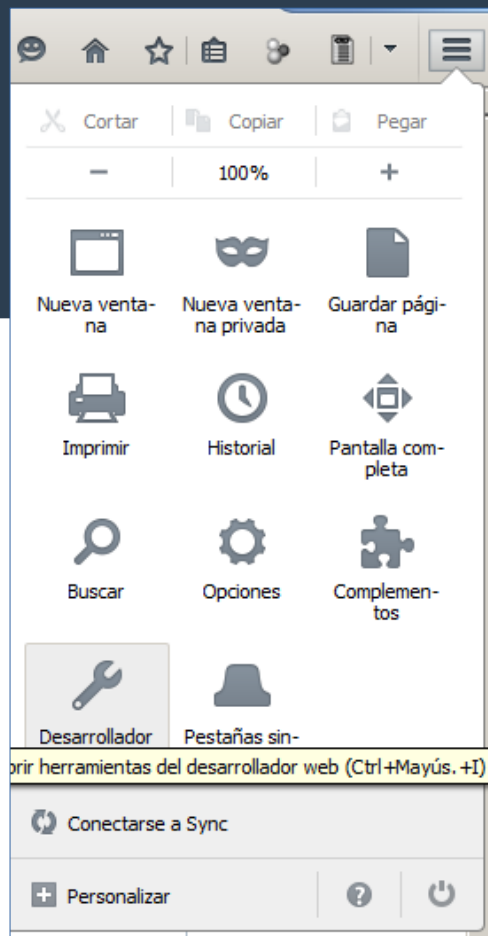 Cortar
Copiar
Pegar
100%
Nueva venta-
na
Nueva venta-
na privada
Guardar pági-
na
Imprimir
Historial
Pantalla com-
pleta
Buscar
Opciones
Complemen-
tos
Desarrollador
Pestañas sin-
rir herramientas del desarrollador web (Ctrl+Mayús.+I)
Conectarse a Sync
Personalizar